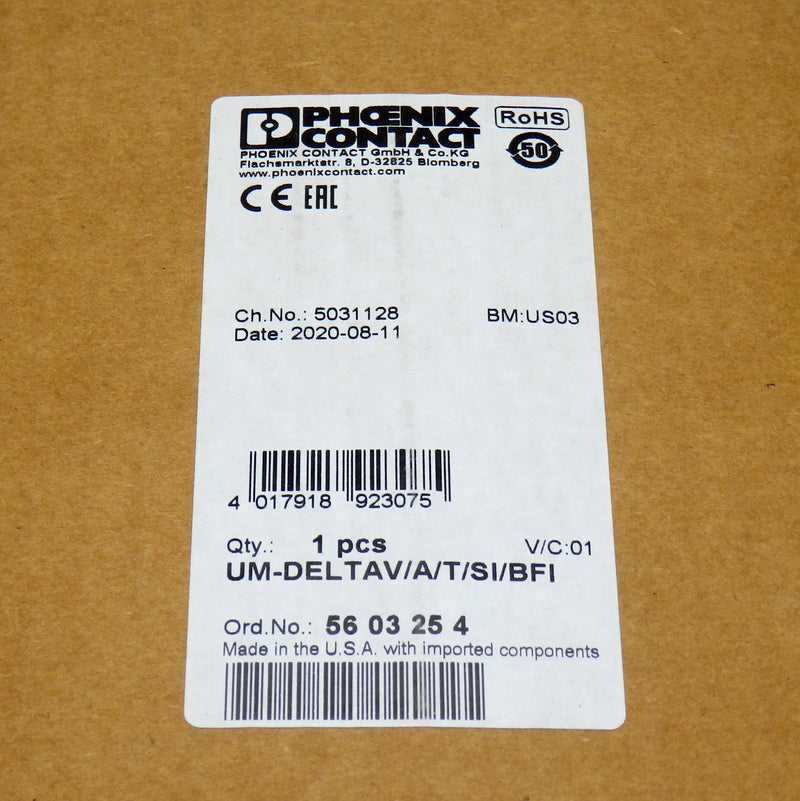 PHŒNIX
CONTACT
RoHS
50
PHOENIX CONTACT GmbH & Co.KG
Flachsmarktstr. 8, D-32825 Blomberg
www.phoenixcontact.com
CE EAC
Ch.No.: 5031128
BM:US03
Date: 2020-08-11
4 017918 923075
Qty.: 1 pcs
V/C:01
UM-DELTAV/A/T/SI/BFI
Ord.No.: 56 03 25 4
Made in the U.S.A. with imported components